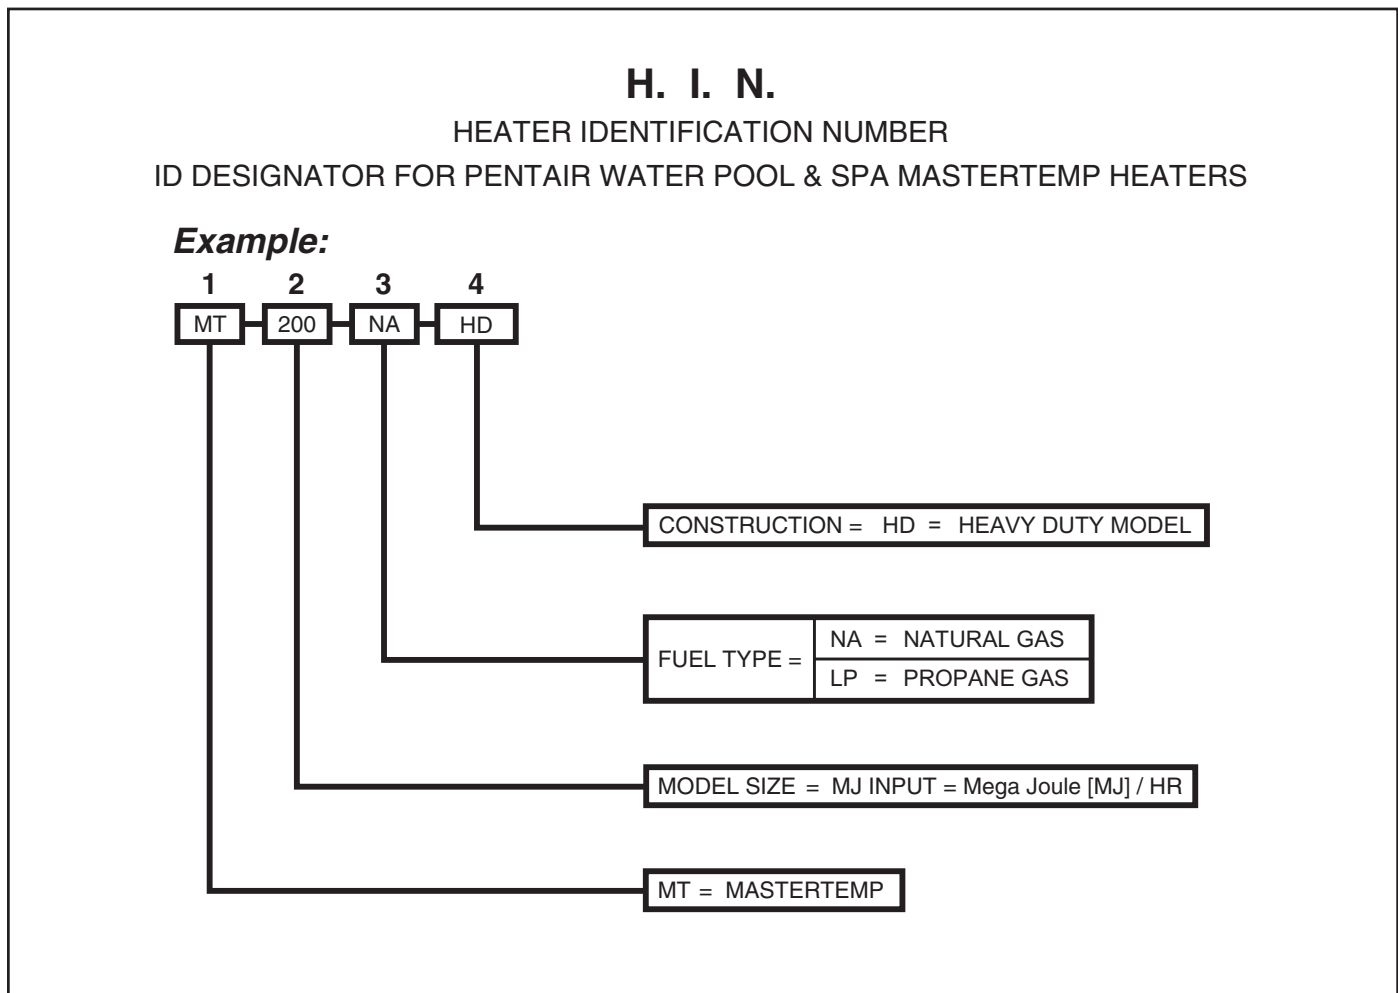 H. I. N.
HEATER IDENTIFICATION NUMBER
ID DESIGNATOR FOR PENTAIR WATER POOL & SPA MASTERTEMP HEATERS
Example:
1 2 3 4
MT 200 NA HD
CONSTRUCTION = HD = HEAVY DUTY MODEL
FUEL TYPE =
NA = NATURAL GAS
LP = PROPANE GAS
MODEL SIZE = MJ INPUT = Mega Joule [MJ] / HR
MT = MASTERTEMP